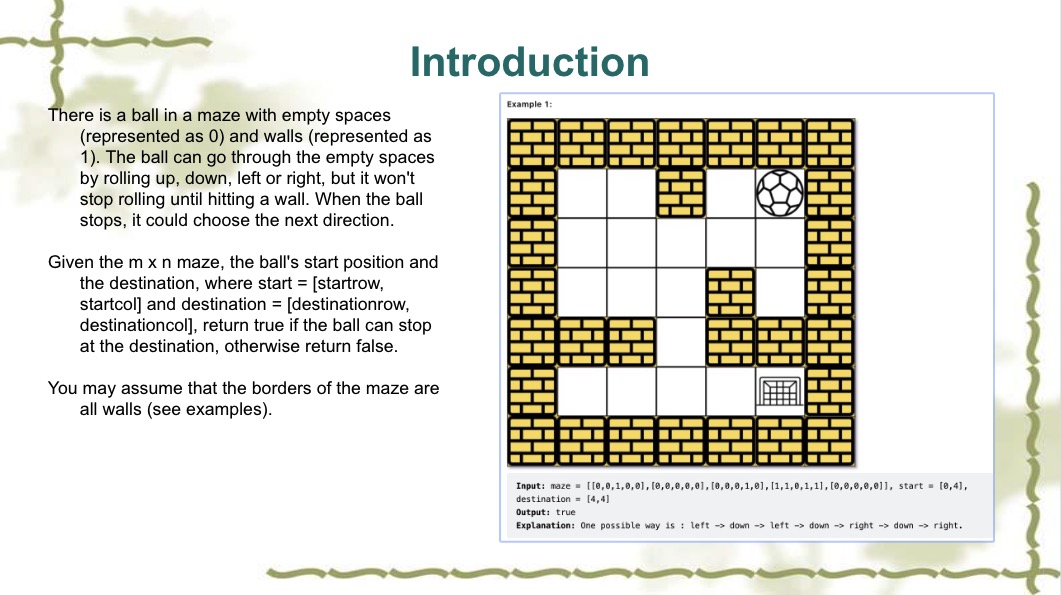 Introduction
There is a ball in a maze with empty spaces
(represented as 0) and walls (represented as
1). The ball can go through the empty spaces
by rolling up, down, left or right, but it won't
stop rolling until hitting a wall. When the ball
stops, it could choose the next direction.
Given the m x n maze, the ball's start position and
the destination, where start = [startrow,
startcol] and destination = [destinationrow,
destinationcol], return true if the ball can stop
at the destination, otherwise return false.
You may assume that the borders of the maze are
all walls (see examples).
Example 1:
Input: maze = [[0,0,1,0,0],[0,0,0,0,0],[0,0,0,1,0],[1,1,0,1,1],[0,0,0,0,0]], start = [0,4],
destination = [4,4]
Output: true
Explanation: One possible way is : left -> down -> left -> down -> right -> down -> right.